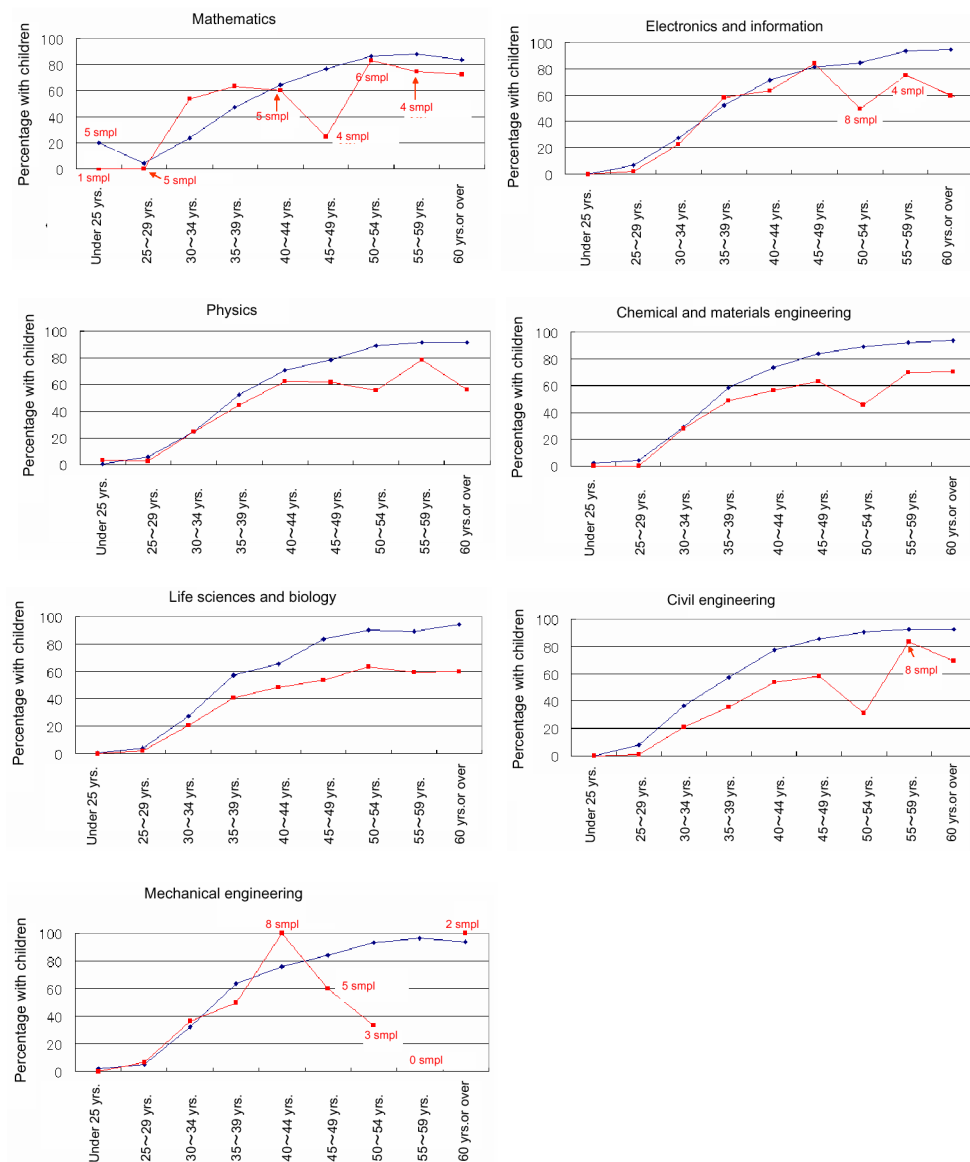 Mathematics
Percentage with children
100
80
60
40
20
0
5 smpl
1 smpl
5 smpl
5 smpl
4 smpl
6 smpl
4 smpl
Under 25 yrs.
25~29 yrs.
30~34 yrs.
35~39 yrs.
40~44 yrs.
45~49 yrs.
50~54 yrs.
55~59 yrs.
60 yrs.or over
Electronics and information
Percentage with children
100
80
60
40
20
0
8 smpl
4 smpl
Under 25 yrs.
25~29 yrs.
30~34 yrs.
35~39 yrs.
40~44 yrs.
45~49 yrs.
50~54 yrs.
55~59 yrs.
60 yrs.or over
Physics
Percentage with children
100
80
60
40
20
0
Under 25 yrs.
25~29 yrs.
30~34 yrs.
35~39 yrs.
40~44 yrs.
45~49 yrs.
50~54 yrs.
55~59 yrs.
60 yrs.or over
Chemical and materials engineering
Percentage with children
100
80
60
40
20
0
Under 25 yrs.
25~29 yrs.
30~34 yrs.
35~39 yrs.
40~44 yrs.
45~49 yrs.
50~54 yrs.
55~59 yrs.
60 yrs.or over
Life sciences and biology
Percentage with children
100
80
60
40
20
0
Under 25 yrs.
25~29 yrs.
30~34 yrs.
35~39 yrs.
40~44 yrs.
45~49 yrs.
50~54 yrs.
55~59 yrs.
60 yrs.or over
Civil engineering
Percentage with children
100
80
60
40
20
0
8 smpl
Under 25 yrs.
25~29 yrs.
30~34 yrs.
35~39 yrs.
40~44 yrs.
45~49 yrs.
50~54 yrs.
55~59 yrs.
60 yrs.or over
Mechanical engineering
Percentage with children
100
80
60
40
20
0
8 smpl
5 smpl
3 smpl
0 smpl
2 smpl
Under 25 yrs.
25~29 yrs.
30~34 yrs.
35~39 yrs.
40~44 yrs.
45~49 yrs.
50~54 yrs.
55~59 yrs.
60 yrs.or over